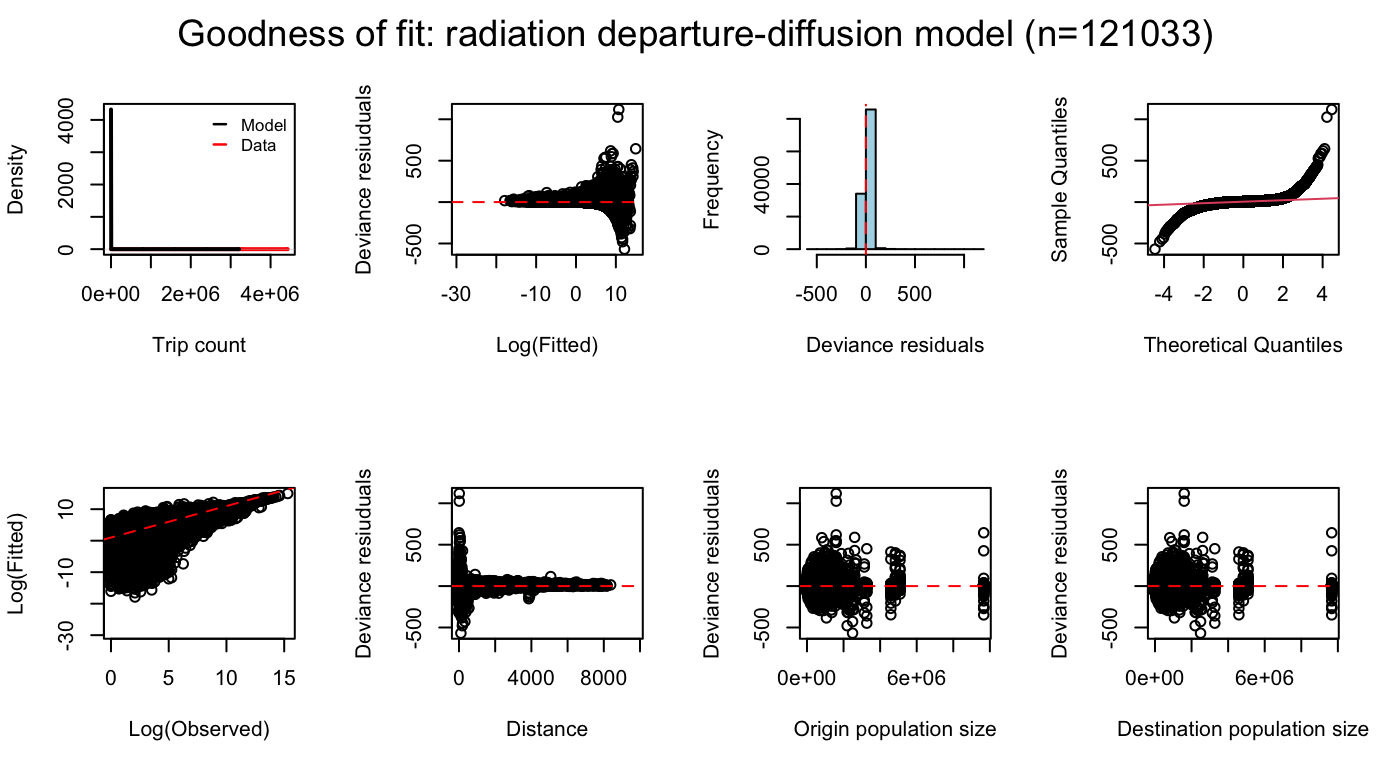 Goodness of fit: radiation departure-diffusion model (n=121033)
Density
0 2000 4000
0e+00 2e+06 4e+06
Trip count
Model
Data
Deviance resiuduals
-500 500
-30 -10 0 10
Log(Fitted)
Frequency
0 40000
-500 0 500
Deviance residuals
Sample Quantiles
-500 500
-4 -2 0 2 4
Theoretical Quantiles
Log(Fitted)
-30 -10 10
0 5 10 15
Log(Observed)
Deviance resiuduals
-500 500
0 4000 8000
Distance
Deviance resiuduals
-500 500
0e+00 6e+06
Origin population size
Deviance resiuduals
-500 500
0e+00 6e+06
Destination population size